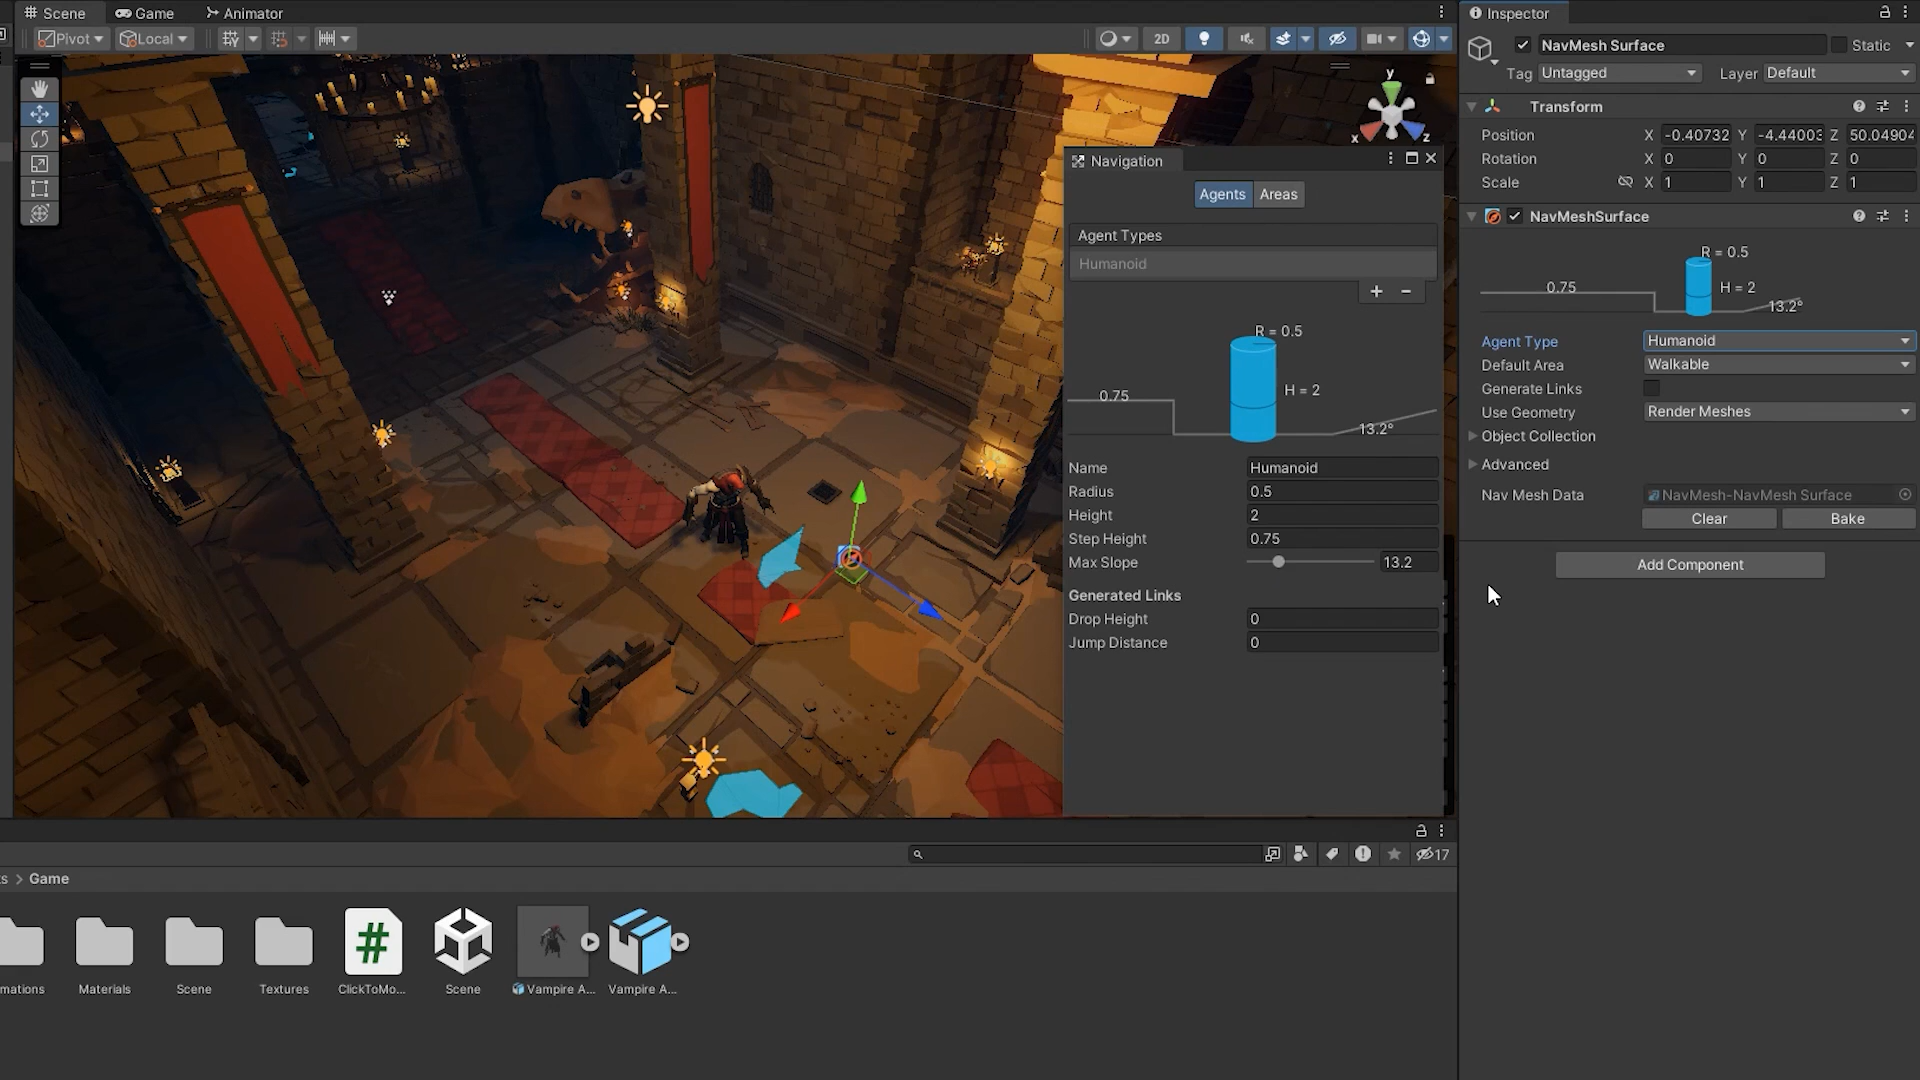 Scene Game Animator
Pivot Local
2D
y
x z
Navigation
Agents Areas
Agent Types
Humanoid
+ −
R = 0.5
0.75
H = 2
13.2°
Name Humanoid
Radius 0.5
Height 2
Step Height 0.75
Max Slope 13.2
Generated Links
Drop Height 0
Jump Distance 0
Inspector
NavMesh Surface Static
Tag Untagged Layer Default
Transform
Position X -0.40732 Y -4.44003 Z 50.04904
Rotation X 0 Y 0 Z 0
Scale X 1 Y 1 Z 1
NavMeshSurface
R = 0.5
0.75
H = 2
13.2°
Agent Type Humanoid
Default Area Walkable
Generate Links
Use Geometry Render Meshes
Object Collection
Advanced
Nav Mesh Data NavMesh-NavMesh Surface
Clear Bake
Add Component
17
s > Game
mations Materials Scene Textures ClickToMo... Scene Vampire A... Vampire A...
#